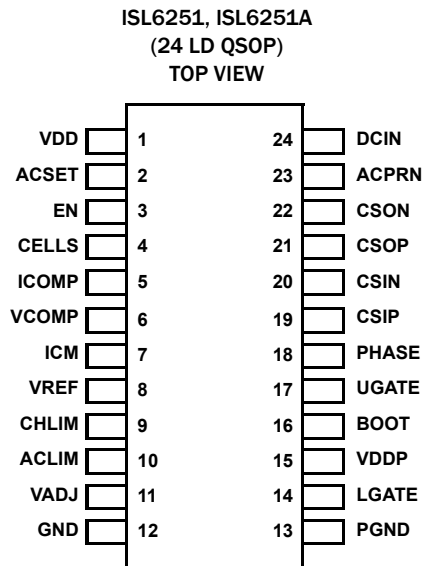 ISL6251, ISL6251A
(24 LD QSOP)
TOP VIEW
VDD 1 24 DCIN
ACSET 2 23 ACPRN
EN 3 22 CSON
CELLS 4 21 CSOP
ICOMP 5 20 CSIN
VCOMP 6 19 CSIP
ICM 7 18 PHASE
VREF 8 17 UGATE
CHLIM 9 16 BOOT
ACLIM 10 15 VDDP
VADJ 11 14 LGATE
GND 12 13 PGND